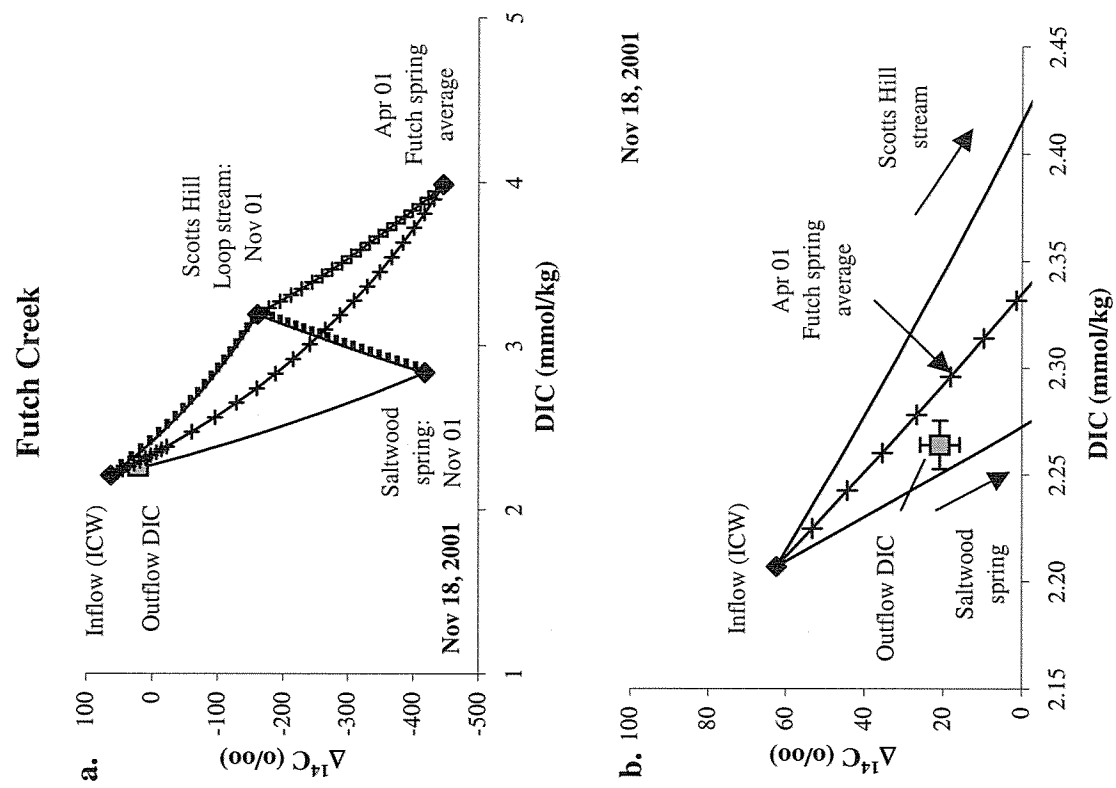 Futch Creek
a.
Δ¹⁴C (o/oo)
100
0
-100
-200
-300
-400
-500
1
2
3
4
5
DIC (mmol/kg)
Inflow (ICW)
Outflow DIC
Nov 18, 2001
Scotts Hill
Loop stream:
Nov 01
Apr 01
Futch spring
average
Saltwood
spring:
Nov 01
b.
Δ¹⁴C (o/oo)
100
80
60
40
20
0
2.15
2.20
2.25
2.30
2.35
2.40
2.45
DIC (mmol/kg)
Nov 18, 2001
Inflow (ICW)
Outflow DIC
Saltwood
spring
Apr 01
Futch spring
average
Scotts Hill
stream